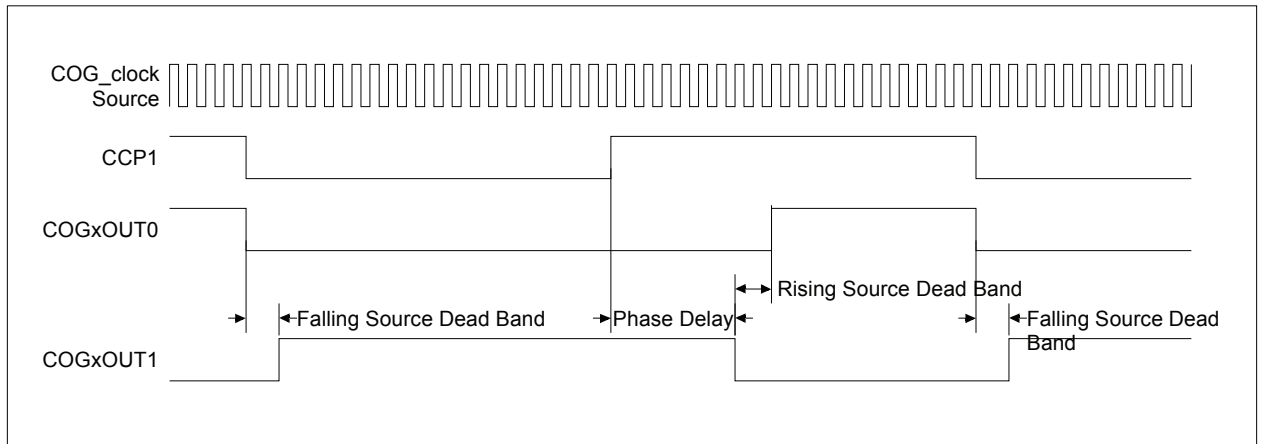 COG_clock
Source
CCP1
COGxOUT0
Rising Source Dead Band
Falling Source Dead Band
Phase Delay
Falling Source Dead
Band
COGxOUT1